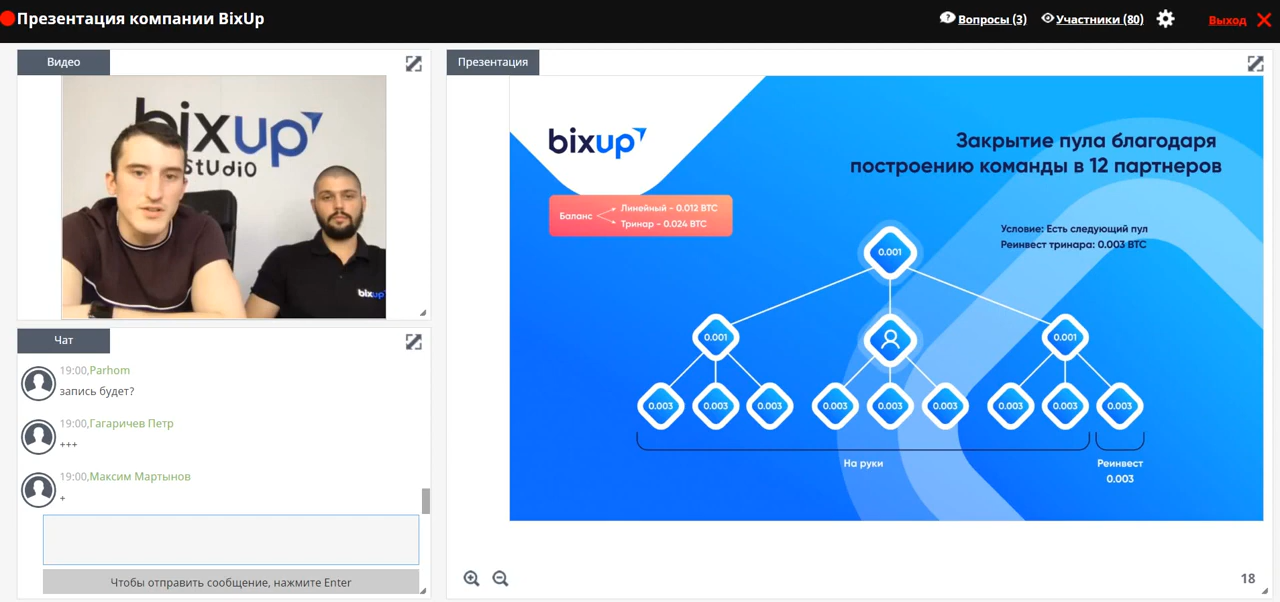 Презентация компании BixUp
Вопросы (3)
Участники (80)
Выход
Видео
bixup
STUDIO
bixup
Чат
19:00,Parhom
запись будет?
19:00,Гагаричев Петр
+++
19:00,Максим Мартынов
+
Чтобы отправить сообщение, нажмите Enter
Презентация
bixup
Закрытие пула благодаря
построению команды в 12 партнеров
Баланс
Линейный - 0.012 BTC
Тринар - 0.024 BTC
Условие: Есть следующий пул
Реинвест тринара: 0.003 BTC
0.001
0.001
0.001
0.003
0.003
0.003
0.003
0.003
0.003
0.003
0.003
0.003
На руки
Реинвест
0.003
18